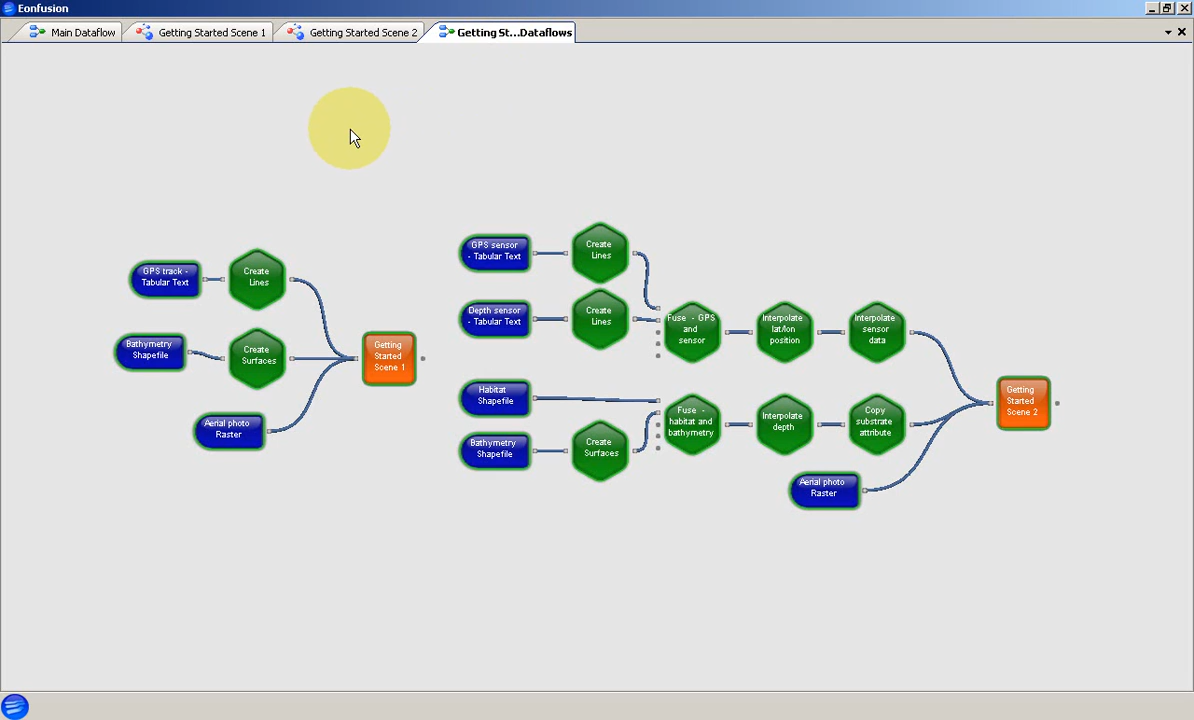 Eonfusion
Main Dataflow
Getting Started Scene 1
Getting Started Scene 2
Getting St...Dataflows
GPS track -
Tabular Text
Create
Lines
Bathymetry
Shapefile
Create
Surfaces
Aerial photo
Raster
Getting
Started
Scene 1
GPS sensor
- Tabular Text
Create
Lines
Depth sensor
- Tabular Text
Create
Lines
Fuse - GPS
and
sensor
Interpolate
lat/lon
position
Interpolate
sensor
data
Habitat
Shapefile
Bathymetry
Shapefile
Create
Surfaces
Fuse -
habitat and
bathymetry
Interpolate
depth
Copy
substrate
attribute
Aerial photo
Raster
Getting
Started
Scene 2